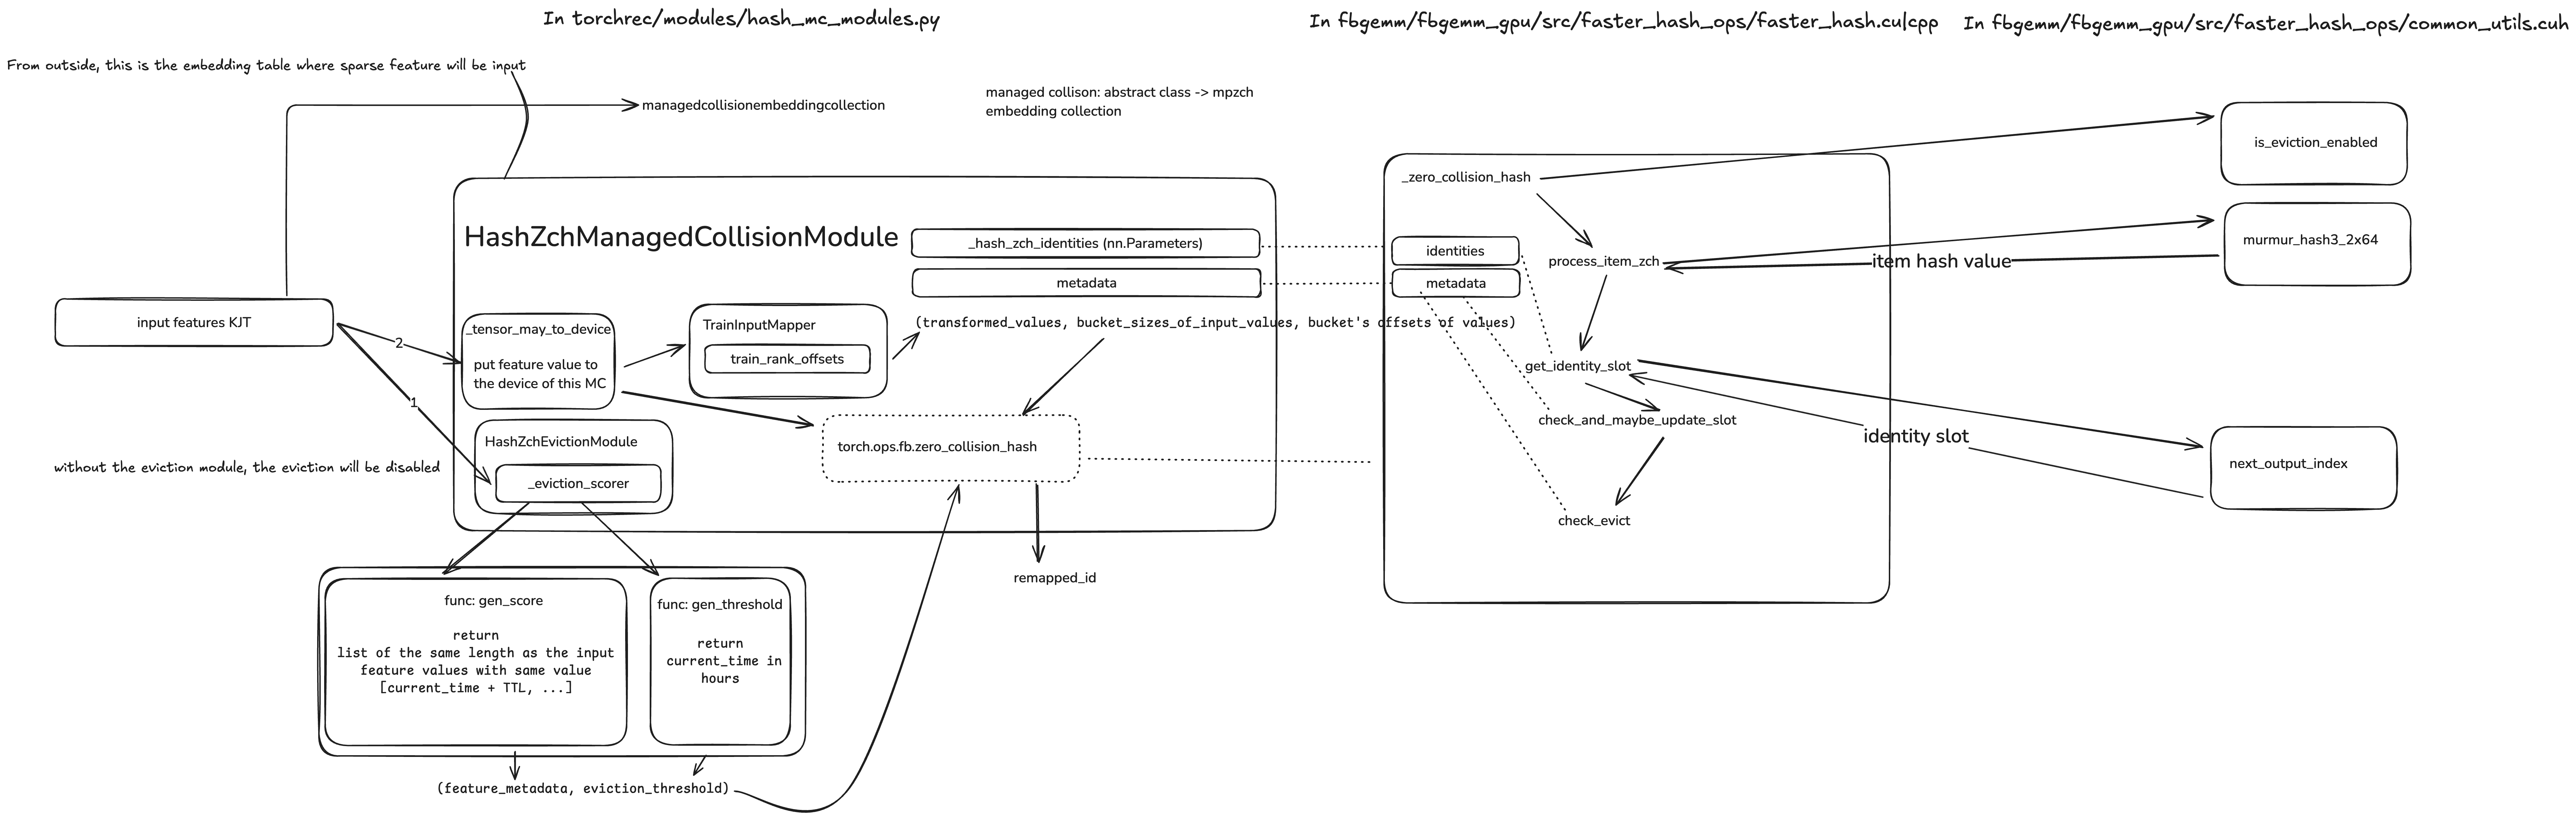 In torchrec/modules/hash_mc_modules.py
In fbgemm/fbgemm_gpu/src/faster_hash_ops/faster_hash.cu|cpp
In fbgemm/fbgemm_gpu/src/faster_hash_ops/common_utils.cuh
From outside, this is the embedding table where sparse feature will be input
managedcollisionembeddingcollection
managed collison: abstract class -> mpzch
embedding collection
HashZchManagedCollisionModule
_hash_zch_identities (nn.Parameters)
metadata
input features KJT
2
1
_tensor_may_to_device
put feature value to
the device of this MC
TrainInputMapper
train_rank_offsets
(transformed_values, bucket_sizes_of_input_values, bucket's offsets of values)
HashZchEvictionModule
_eviction_scorer
without the eviction module, the eviction will be disabled
torch.ops.fb.zero_collision_hash
remapped_id
func: gen_score
return
list of the same length as the input
feature values with same value
[current_time + TTL, ...]
func: gen_threshold
return
current_time in
hours
(feature_metadata, eviction_threshold)
_zero_collision_hash
identities
metadata
process_item_zch
get_identity_slot
check_and_maybe_update_slot
check_evict
item hash value
identity slot
is_eviction_enabled
murmur_hash3_2x64
next_output_index